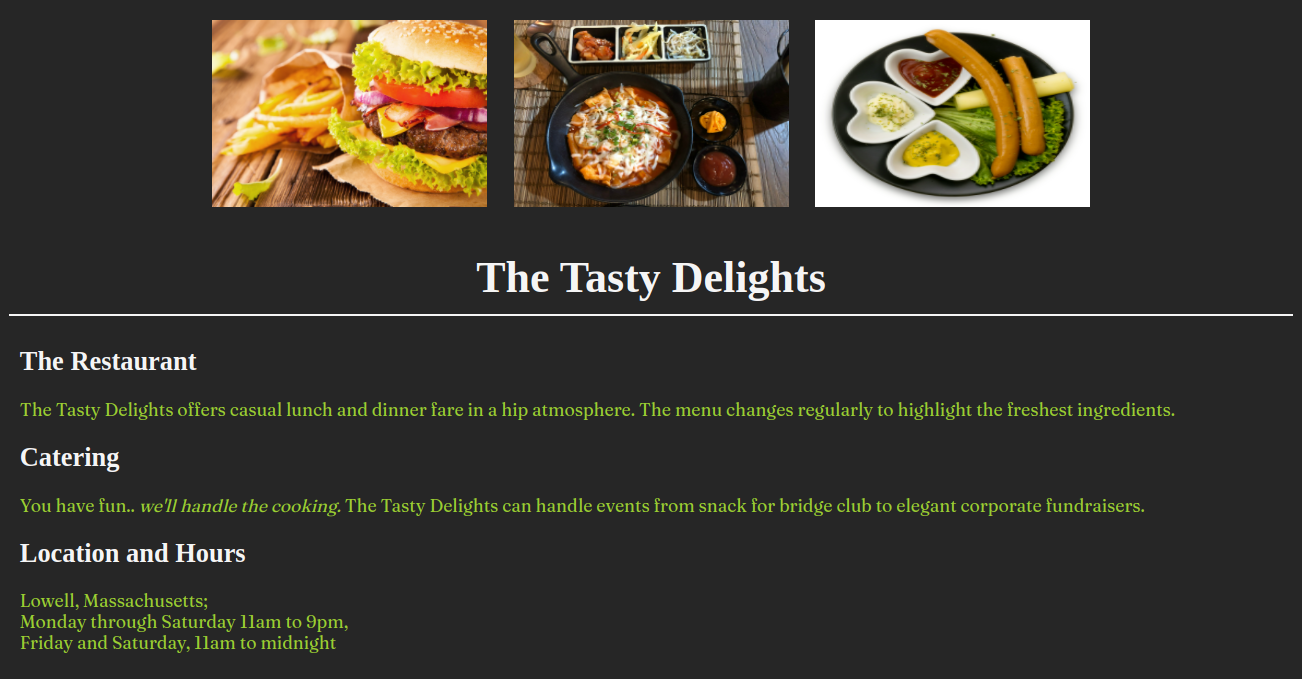 The Tasty Delights
The Restaurant
The Tasty Delights offers casual lunch and dinner fare in a hip atmosphere. The menu changes regularly to highlight the freshest ingredients.
Catering
You have fun.. we'll handle the cooking. The Tasty Delights can handle events from snack for bridge club to elegant corporate fundraisers.
Location and Hours
Lowell, Massachusetts;
Monday through Saturday 11am to 9pm,
Friday and Saturday, 11am to midnight